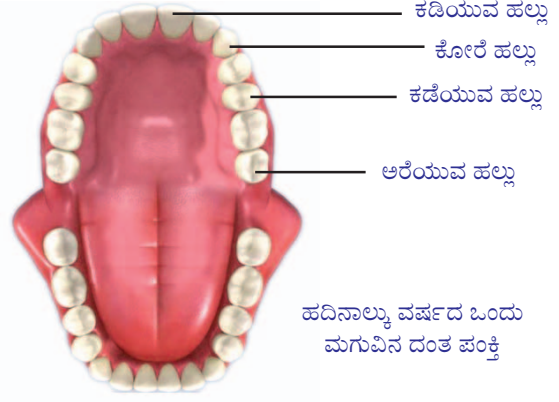 ಕಡಿಯುವ ಹಲ್ಲು
ಕೋರೆ ಹಲ್ಲು
ಕಡೆಯುವ ಹಲ್ಲು
ಅರೆಯುವ ಹಲ್ಲು
ಹದಿನಾಲ್ಕು ವರ್ಷದ ಒಂದು
ಮಗುವಿನ ದಂತ ಪಂಕ್ತಿ